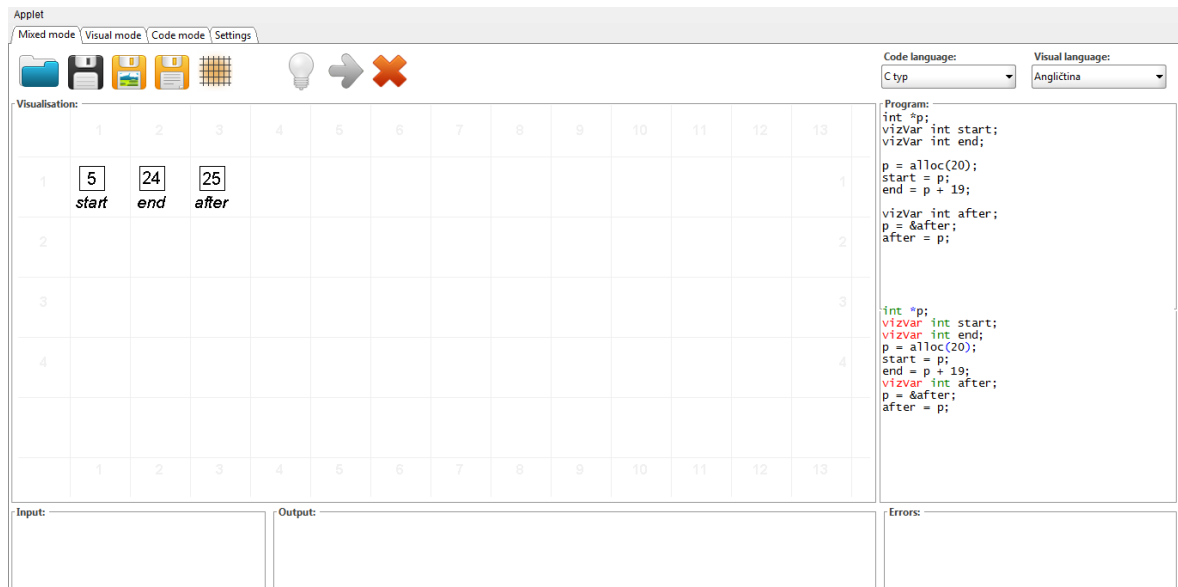 Applet
Mixed mode Visual mode Code mode Settings
Code language: Visual language:
C typ Angličtina
Visualisation:
1 2 3 4 5 6 7 8 9 10 11 12 13
1 5 24 25 1
start end after
2 2
3 3
4 4
1 2 3 4 5 6 7 8 9 10 11 12 13
Program:
int *p;
vizVar int start;
vizVar int end;
p = alloc(20);
start = p;
end = p + 19;
vizVar int after;
p = &after;
after = p;
int *p;
vizVar int start;
vizVar int end;
p = alloc(20);
start = p;
end = p + 19;
vizVar int after;
p = &after;
after = p;
Input: Output: Errors: